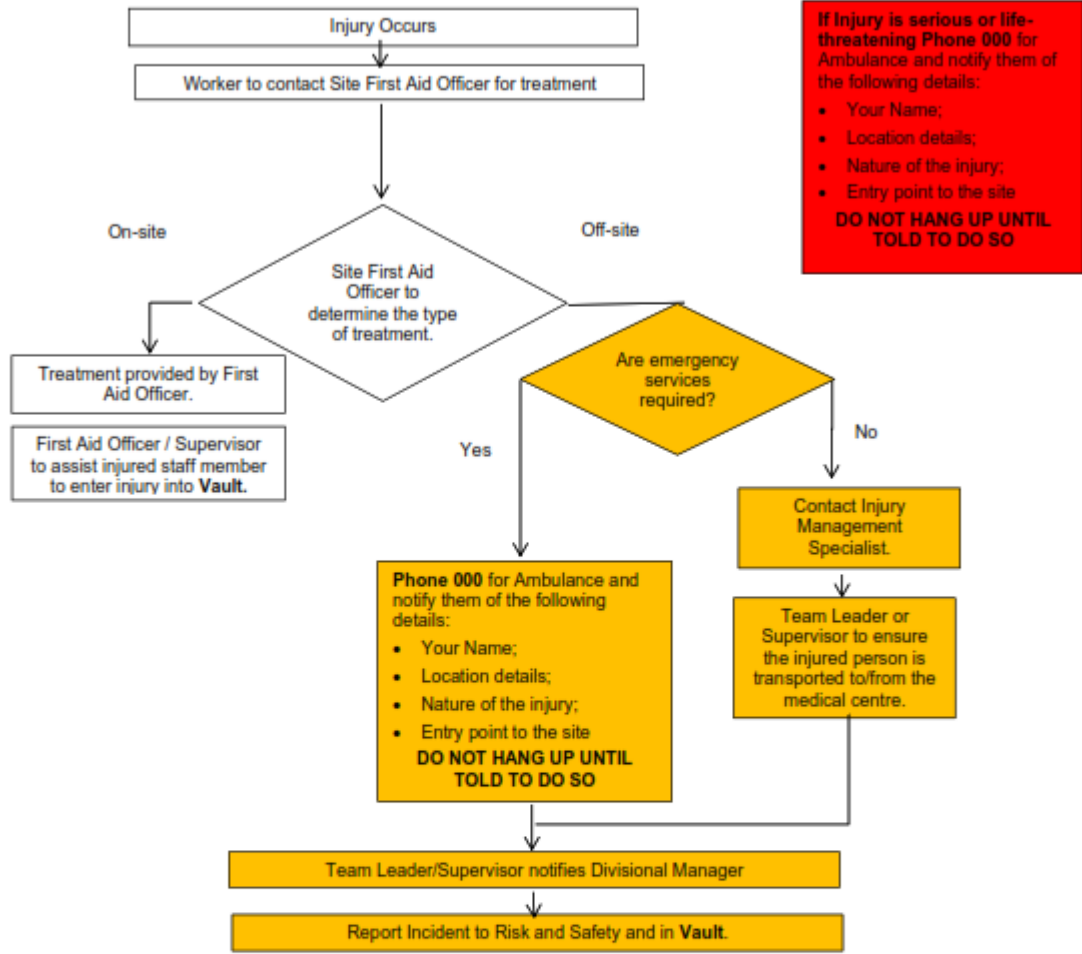 Injury Occurs
Worker to contact Site First Aid Officer for treatment
If Injury is serious or life-
threatening Phone 000 for
Ambulance and notify them of
the following details:
• Your Name;
• Location details;
• Nature of the injury;
• Entry point to the site
DO NOT HANG UP UNTIL
TOLD TO DO SO
On-site
Off-site
Site First Aid
Officer to
determine the type
of treatment.
Treatment provided by First
Aid Officer.
First Aid Officer / Supervisor
to assist injured staff member
to enter injury into Vault.
Are emergency
services
required?
Yes
No
Contact Injury
Management
Specialist.
Team Leader or
Supervisor to ensure
the injured person is
transported to/from the
medical centre.
Phone 000 for Ambulance and
notify them of the following
details:
• Your Name;
• Location details;
• Nature of the injury;
• Entry point to the site
DO NOT HANG UP UNTIL
TOLD TO DO SO
Team Leader/Supervisor notifies Divisional Manager
Report Incident to Risk and Safety and in Vault.